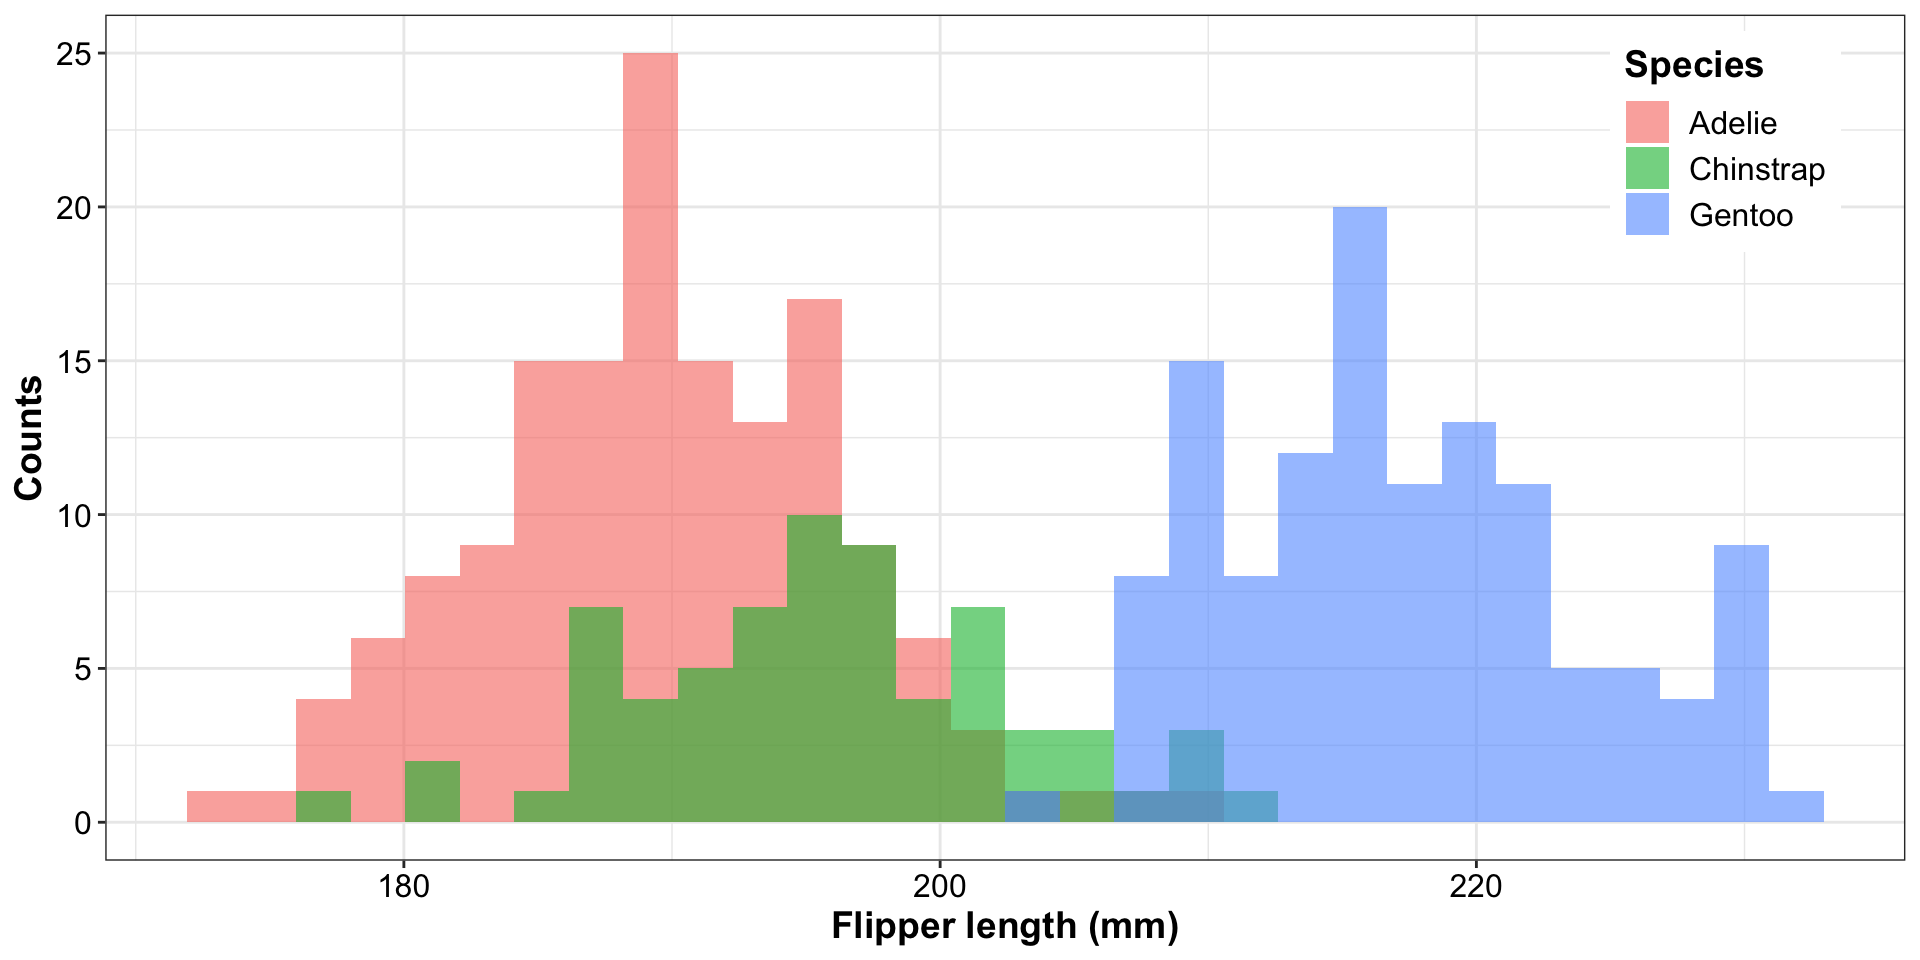 Species
Adelie
Chinstrap
Gentoo
Counts
25
20
15
10
5
0
180 200 220
Flipper length (mm)